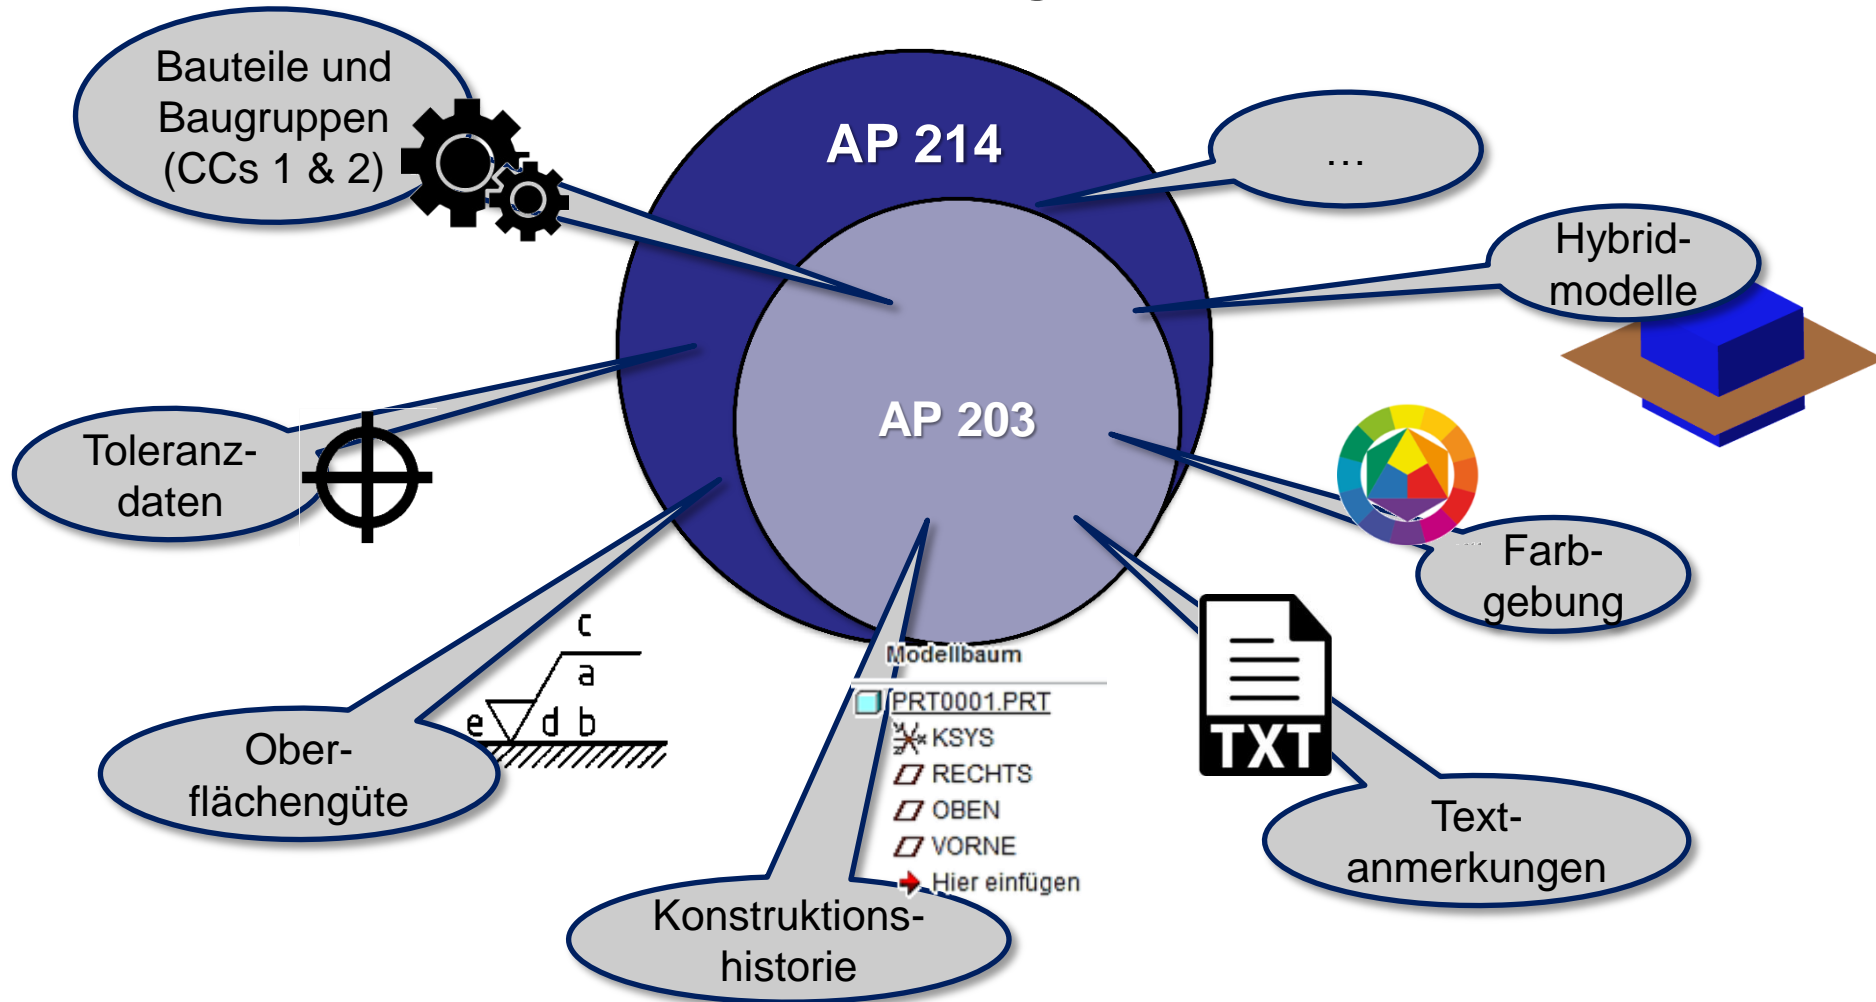 Bauteile und
Baugruppen
(CCs 1 & 2)
AP 214
…
Hybrid-
modelle
AP 203
Toleranz-
daten
Farb-
gebung
c
a
e d b
Ober-
flächengüte
Modellbaum
PRT0001.PRT
KSYS
RECHTS
OBEN
VORNE
Hier einfügen
TXT
Text-
anmerkungen
Konstruktions-
historie